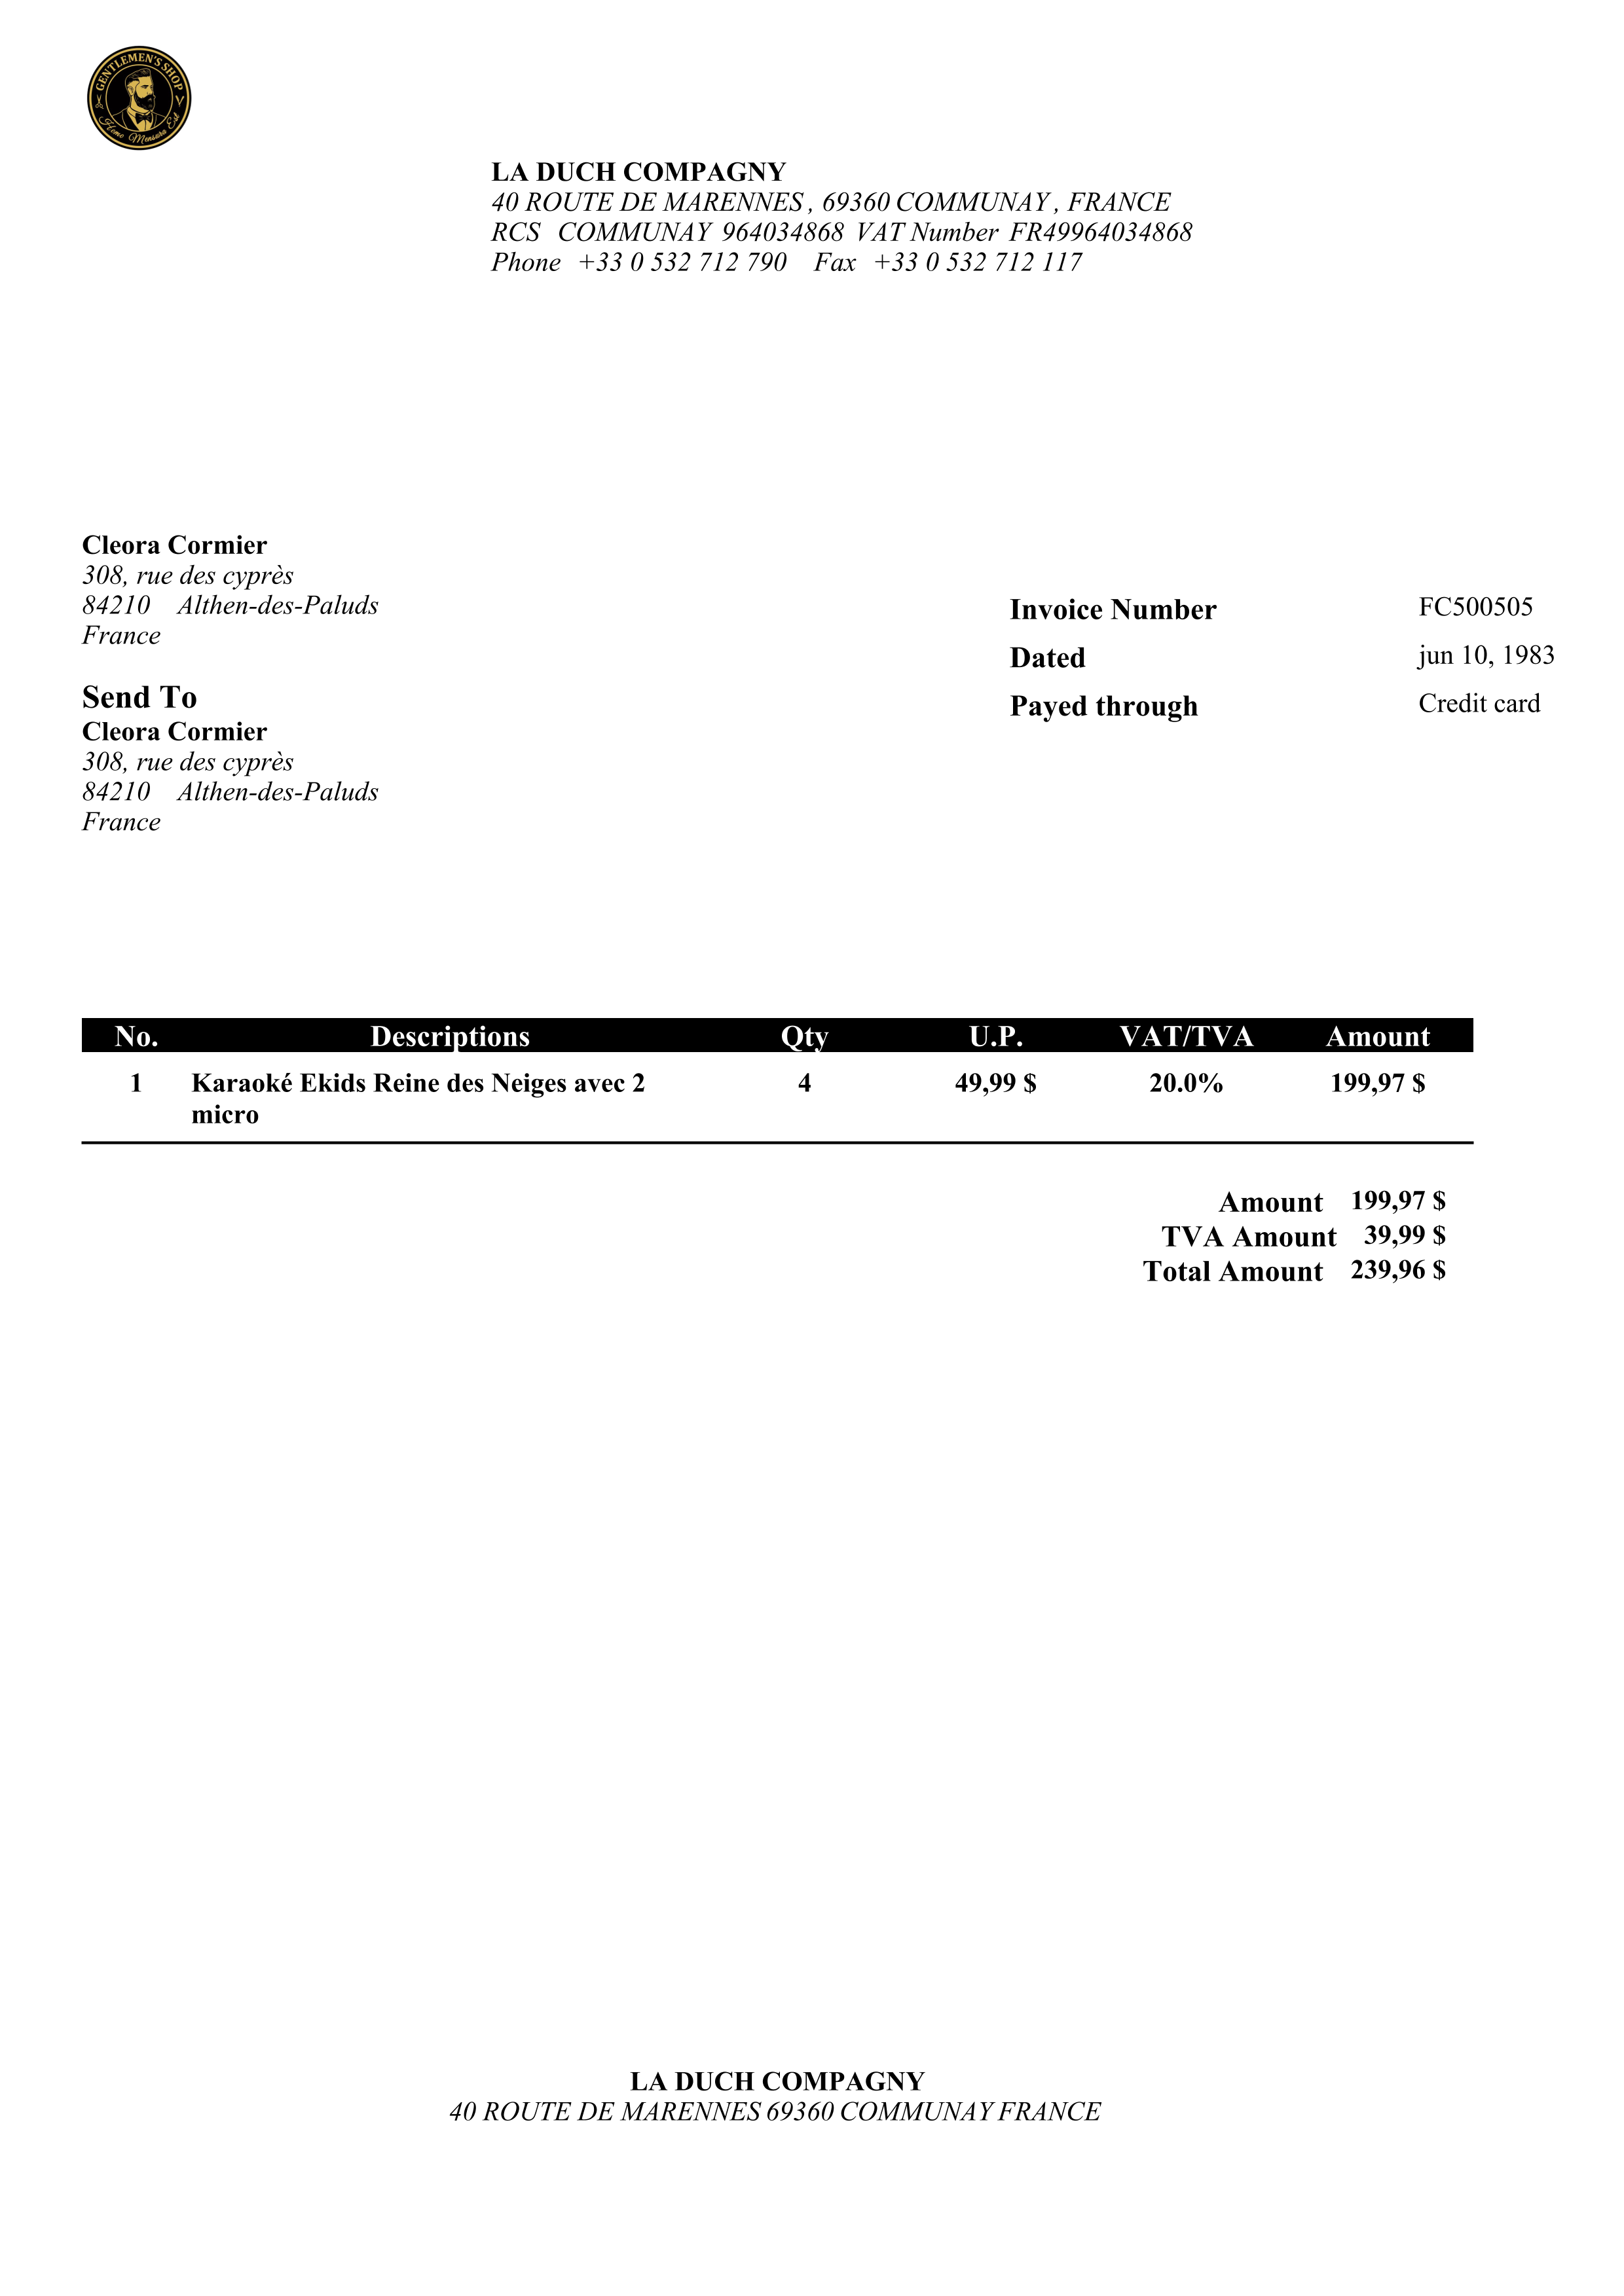 GENTLEMEN'S SHOP
Home Mensura Est
LA DUCH COMPAGNY
40 ROUTE DE MARENNES , 69360 COMMUNAY , FRANCE
RCS COMMUNAY 964034868 VAT Number FR49964034868
Phone +33 0 532 712 790 Fax +33 0 532 712 117
Cleora Cormier
308, rue des cyprès
84210 Althen-des-Paluds
France
Invoice Number FC500505
Dated jun 10, 1983
Payed through Credit card
Send To
Cleora Cormier
308, rue des cyprès
84210 Althen-des-Paluds
France
No. Descriptions Qty U.P. VAT/TVA Amount
1 Karaoké Ekids Reine des Neiges avec 2 4 49,99 $ 20.0% 199,97 $
micro
Amount 199,97 $
TVA Amount 39,99 $
Total Amount 239,96 $
LA DUCH COMPAGNY
40 ROUTE DE MARENNES 69360 COMMUNAY FRANCE